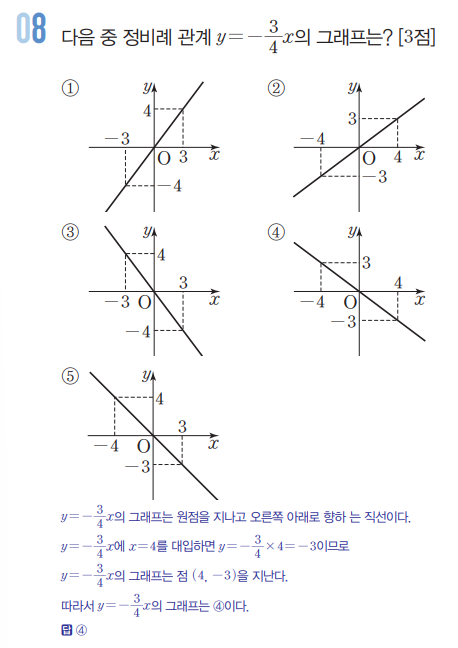 08 다음 중 정비례 관계 y=-\frac{3}{4}x의 그래프는? [3점]
① y 4 -3 O 3 x -4
② y 3 -4 O 4 x -3
③ y 4 3 -3 O x -4
④ y 3 4 -4 O x -3
⑤ y 4 3 -4 O x -3
y=-\frac{3}{4}x의 그래프는 원점을 지나고 오른쪽 아래로 향하 는 직선이다.
y=-\frac{3}{4}x에 x=4를 대입하면 y=-\frac{3}{4}×4=-3이므로
y=-\frac{3}{4}x의 그래프는 점 (4, -3)을 지난다.
따라서 y=-\frac{3}{4}x의 그래프는 ④이다.
답 ④